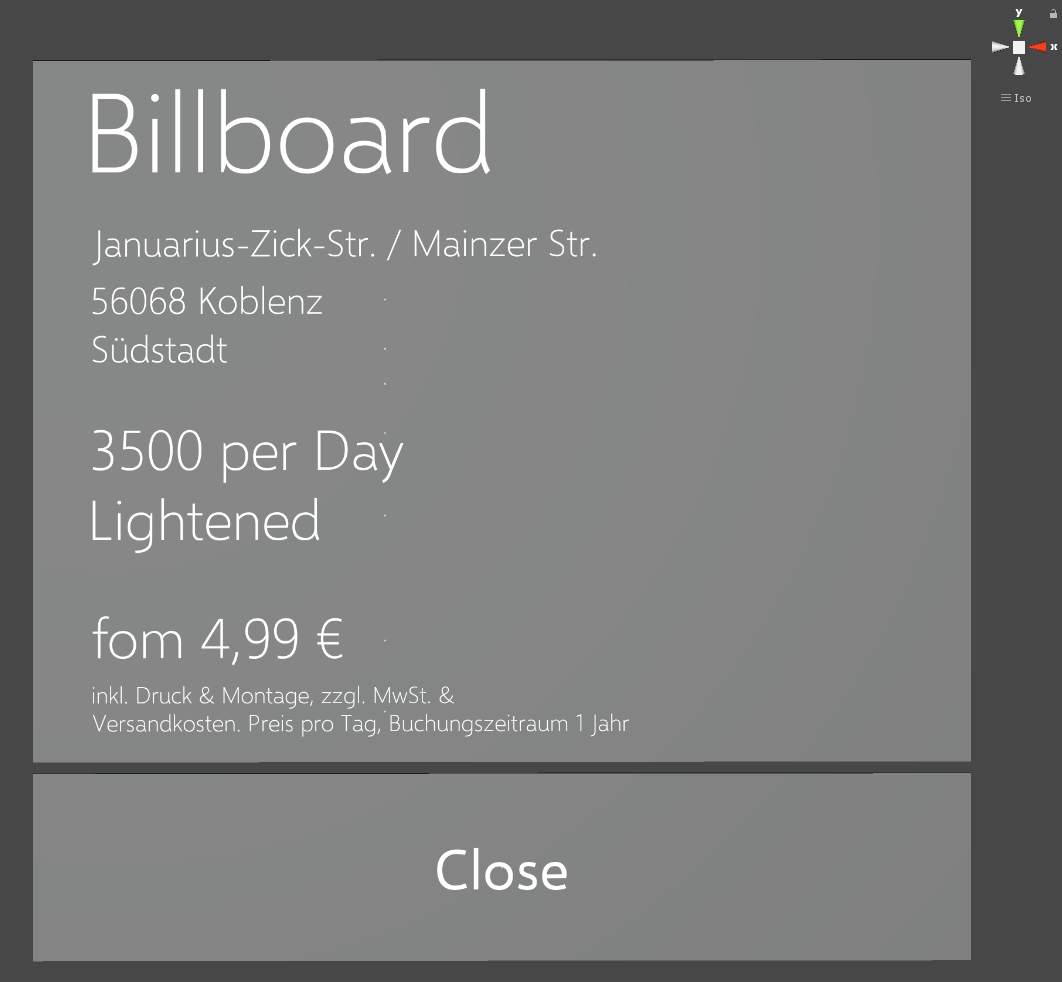 Billboard
Januarius-Zick-Str. / Mainzer Str.
56068 Koblenz
Südstadt
3500 per Day
Lightened
fom 4,99 €
inkl. Druck & Montage, zzgl. MwSt. &
Versandkosten. Preis pro Tag, Buchungszeitraum 1 Jahr
Close
y
x
Iso